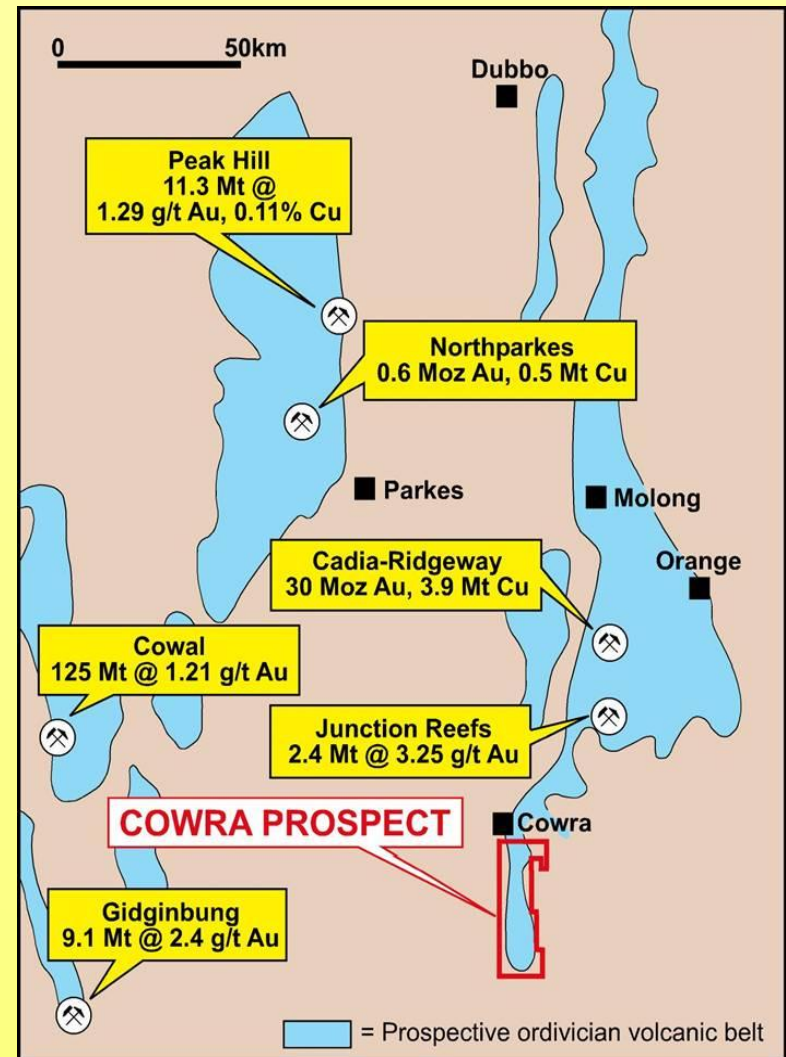 0 50km
Dubbo
Peak Hill
11.3 Mt @
1.29 g/t Au, 0.11% Cu
Northparkes
0.6 Moz Au, 0.5 Mt Cu
Parkes
Molong
Cadia-Ridgeway
30 Moz Au, 3.9 Mt Cu
Orange
Cowal
125 Mt @ 1.21 g/t Au
Junction Reefs
2.4 Mt @ 3.25 g/t Au
COWRA PROSPECT
Cowra
Gidginbung
9.1 Mt @ 2.4 g/t Au
= Prospective ordivician volcanic belt